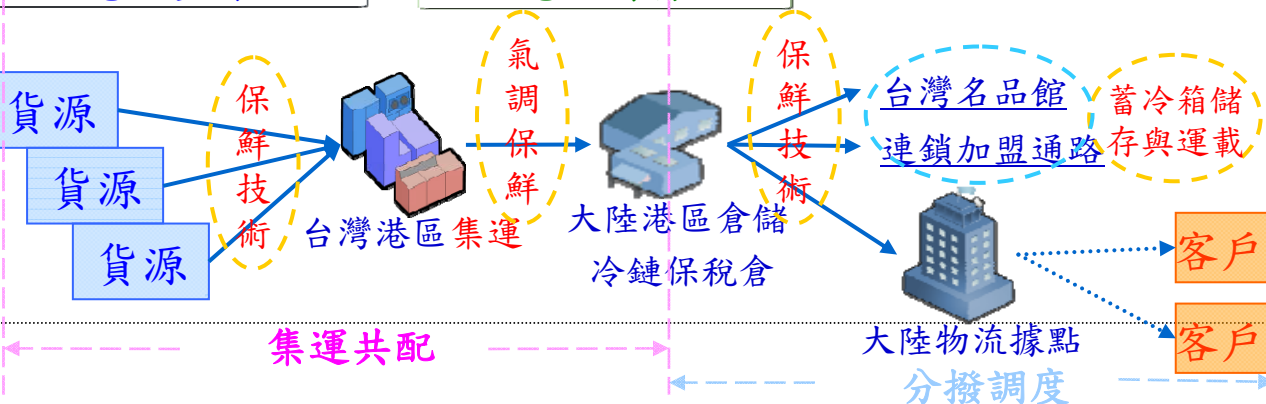 貨源
貨源
貨源
保鮮技術
台灣港區集運
氣調保鮮
大陸港區倉儲
冷鏈保稅倉
保鮮技術
台灣名品館
連鎖加盟通路
蓄冷箱儲
存與運載
大陸物流據點
客戶
客戶
集運共配
分撥調度